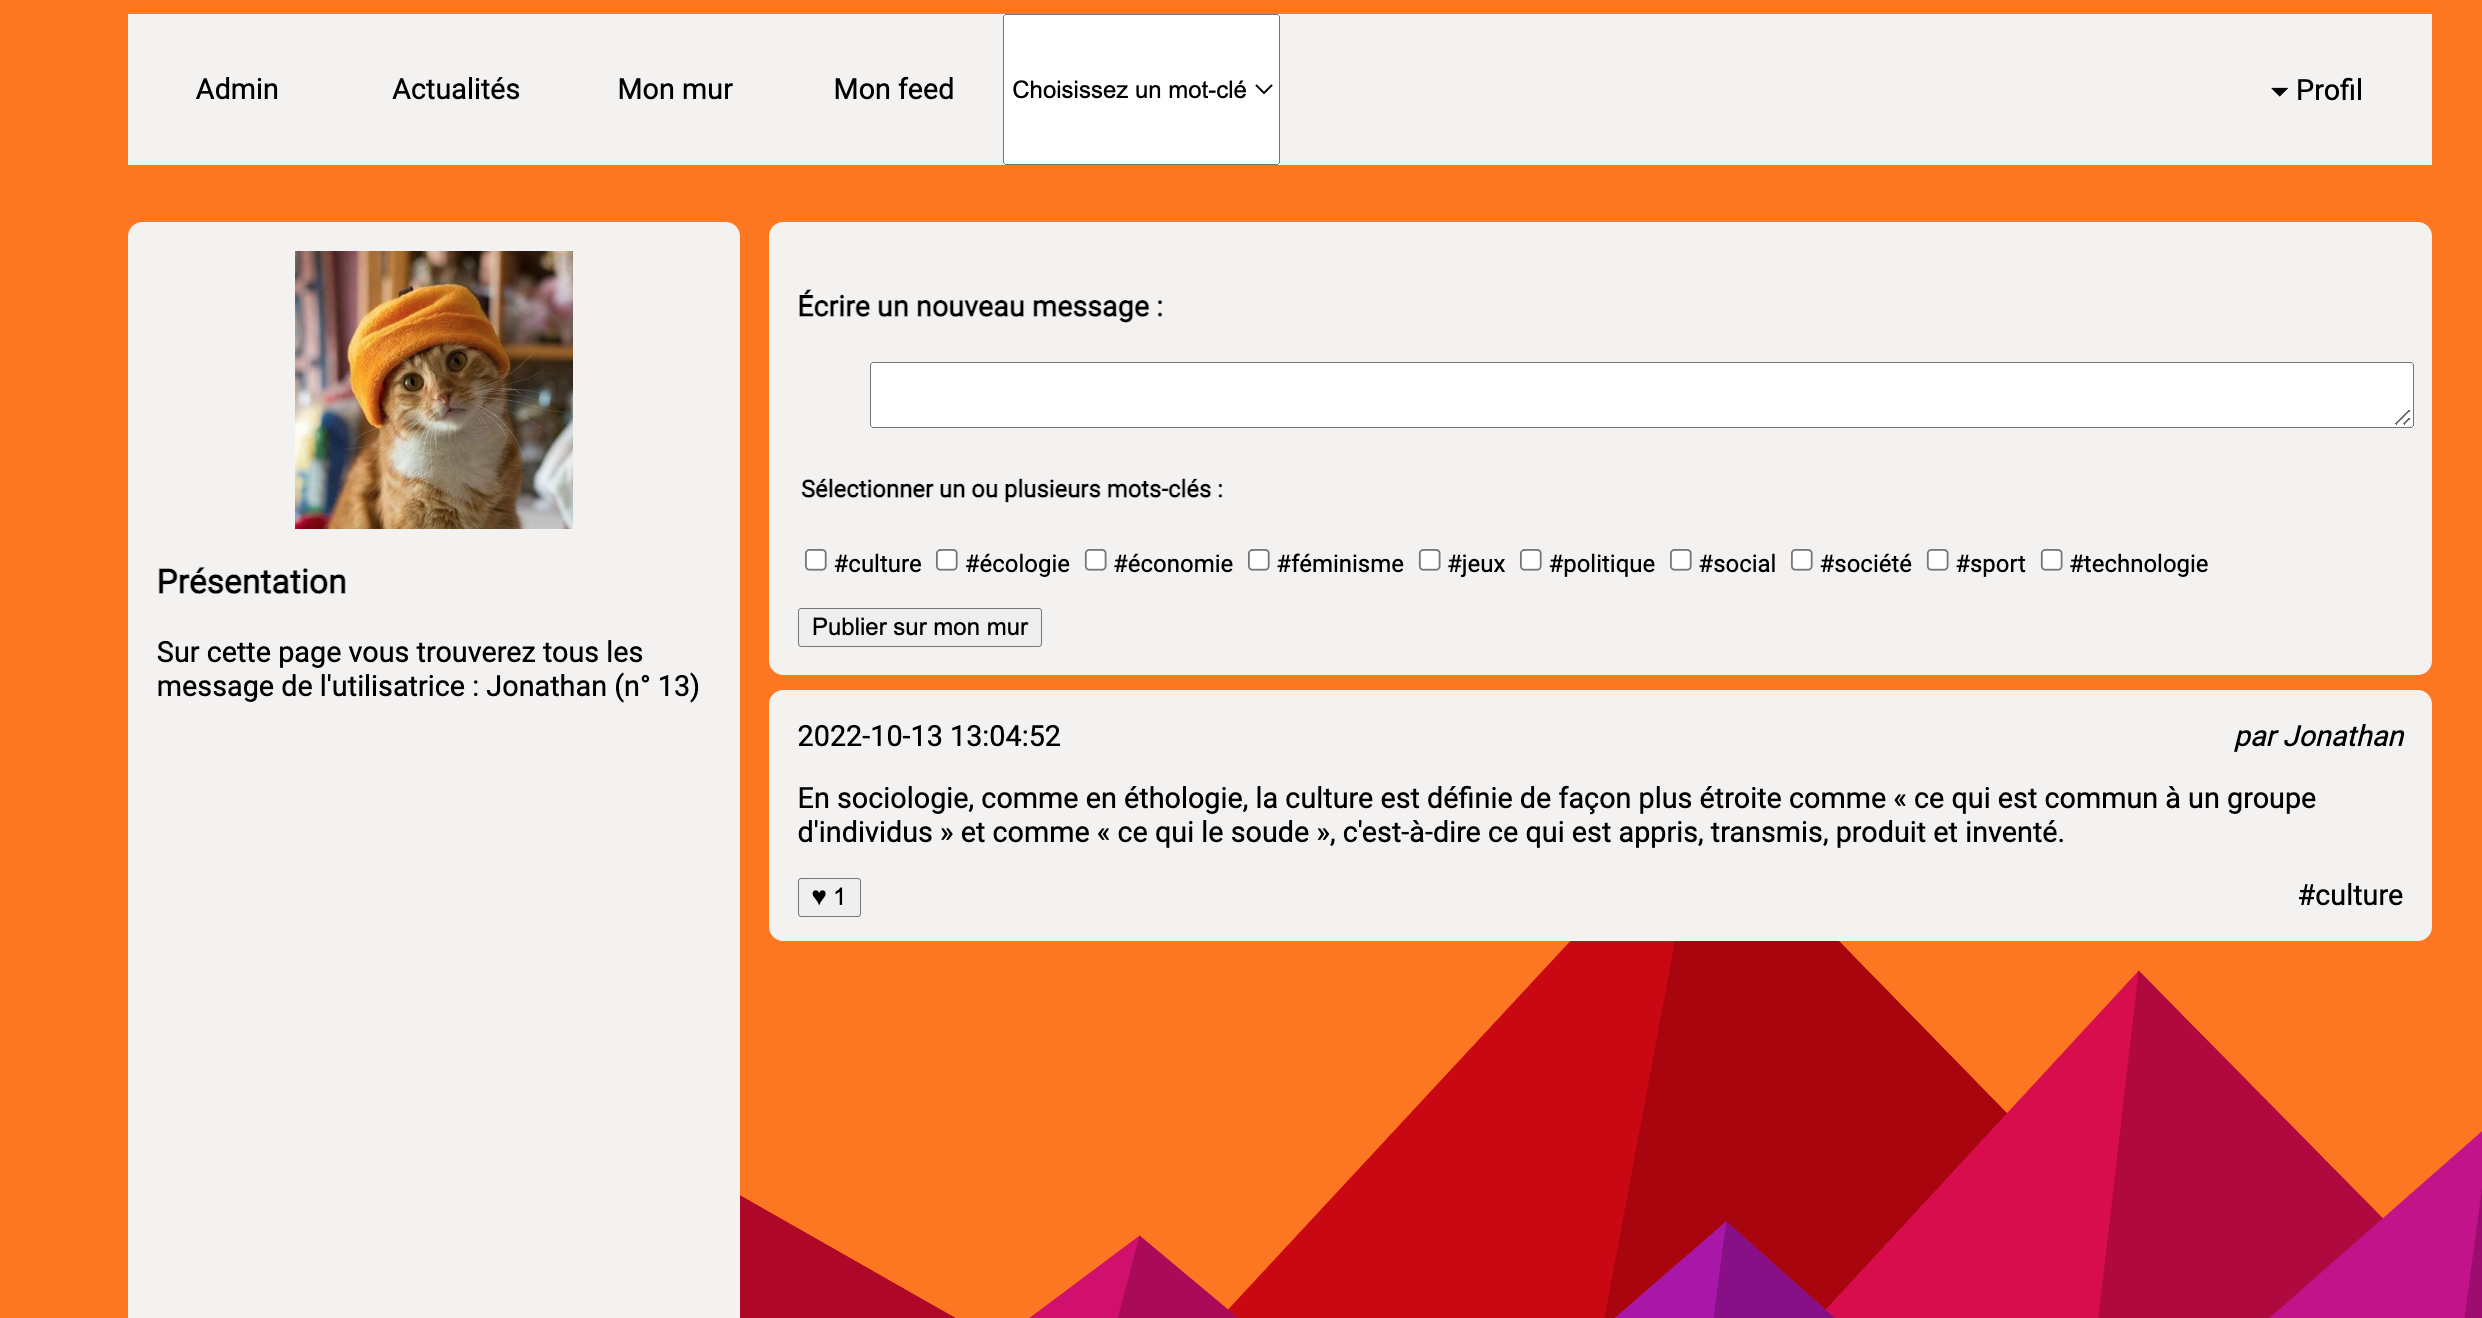 Admin
Actualités
Mon mur
Mon feed
Choisissez un mot-clé
Profil
Présentation
Sur cette page vous trouverez tous les
message de l'utilisatrice : Jonathan (n° 13)
Écrire un nouveau message :
Sélectionner un ou plusieurs mots-clés :
#culture #écologie #économie #féminisme #jeux #politique #social #société #sport #technologie
Publier sur mon mur
2022-10-13 13:04:52
par Jonathan
En sociologie, comme en éthologie, la culture est définie de façon plus étroite comme « ce qui est commun à un groupe
d'individus » et comme « ce qui le soude », c'est-à-dire ce qui est appris, transmis, produit et inventé.
♥ 1
#culture